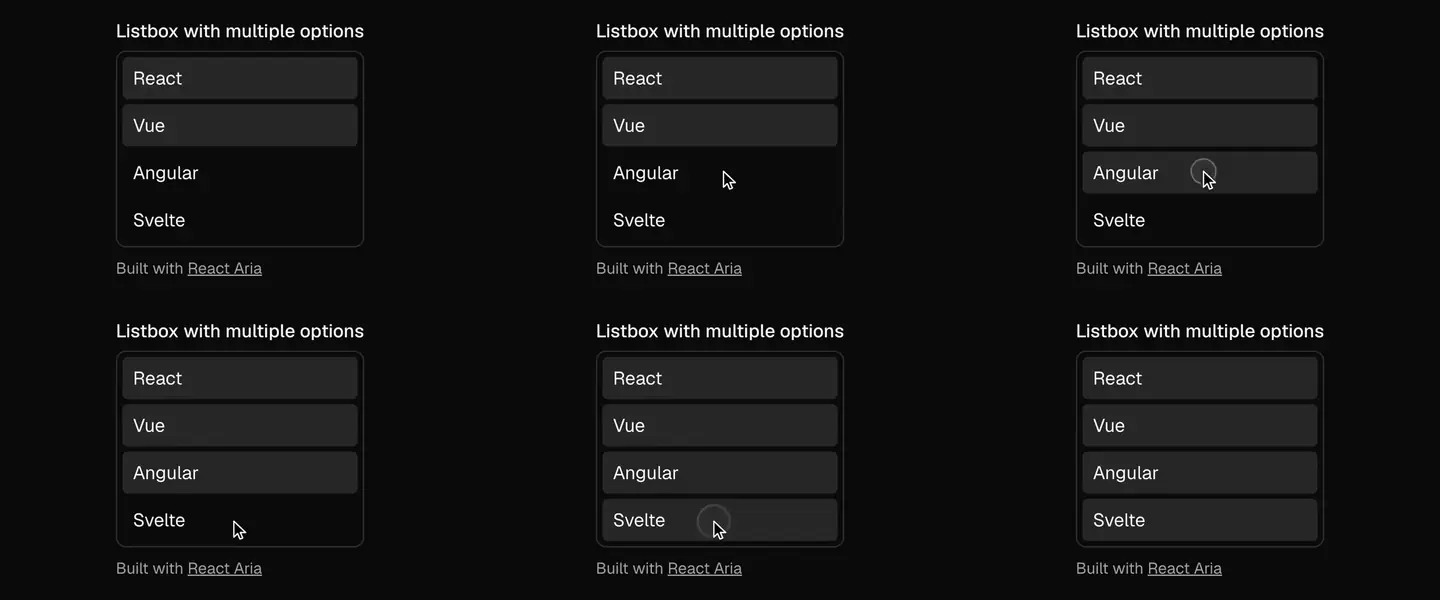 Listbox with multiple options
React
Vue
Angular
Svelte
Built with React Aria
Listbox with multiple options
React
Vue
Angular
Svelte
Built with React Aria
Listbox with multiple options
React
Vue
Angular
Svelte
Built with React Aria
Listbox with multiple options
React
Vue
Angular
Svelte
Built with React Aria
Listbox with multiple options
React
Vue
Angular
Svelte
Built with React Aria
Listbox with multiple options
React
Vue
Angular
Svelte
Built with React Aria